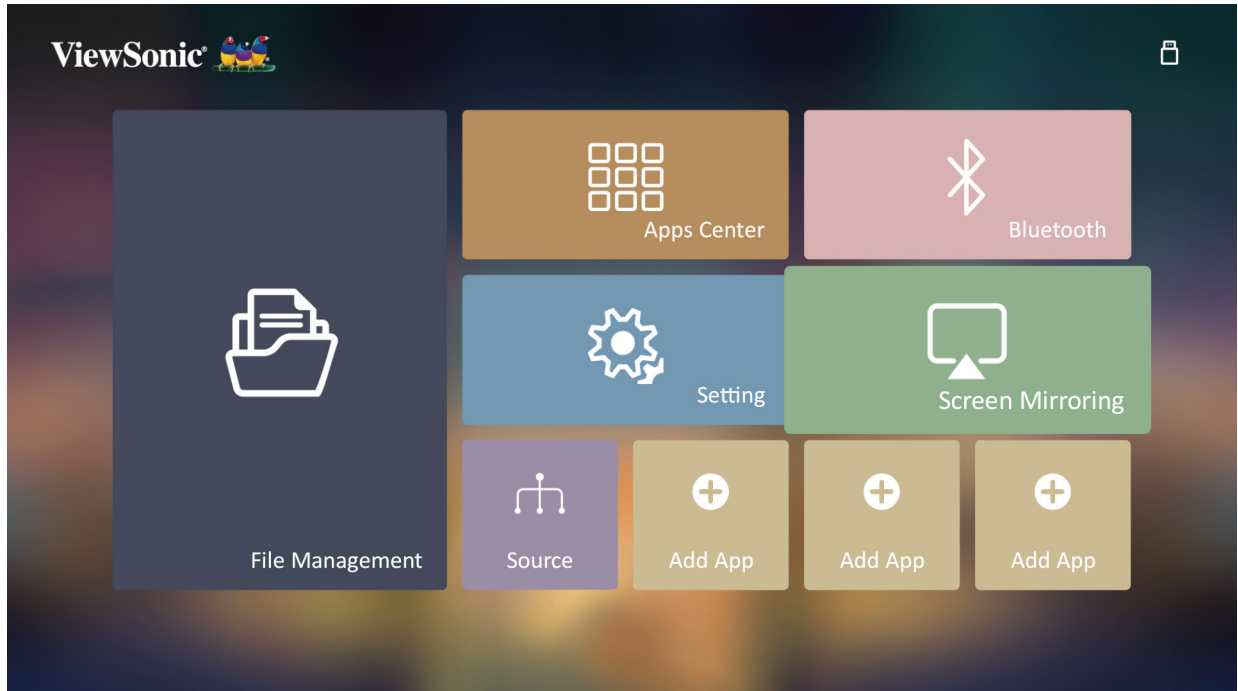 ViewSonic®
Apps Center
Bluetooth
Setting
Screen Mirroring
File Management
Source
Add App
Add App
Add App